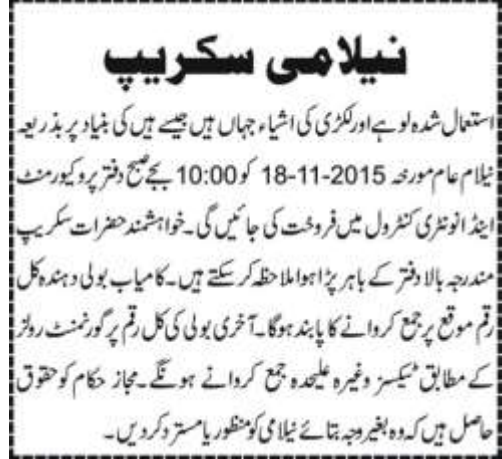 نیلامی سکریپ
استعمال شدہ لوہے اور لکڑی کی اشیاء جہاں ہیں جیسے ہیں کی بنیاد پر بذریعہ
نیلام عام مورخہ 18-11-2015 کو 10:00 بجے صبح دفتر پروکیورمنٹ
اینڈ انونٹری کنٹرول میں فروخت کی جائیں گی۔ خواہشمند حضرات سکریپ
مندرجہ بالا دفتر کے باہر پڑا ہوا ملاحظہ کر سکتے ہیں۔ کامیاب بولی دہندہ کل
رقم موقع پر جمع کروانے کا پابند ہوگا۔ آخری بولی کی کل رقم پر گورنمنٹ رولز
کے مطابق ٹیکسز وغیرہ علیحدہ جمع کروانے ہونگے۔ مجاز حکام کو حقوق
حاصل ہیں کہ وہ بغیر وجہ بتائے نیلامی کو منظور یا مسترد کر دیں۔